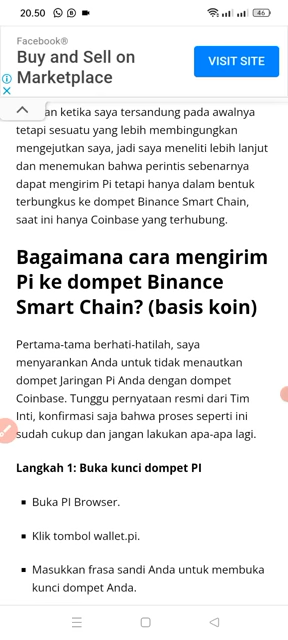 20.50
46
Facebook®
Buy and Sell on
Marketplace
VISIT SITE
an ketika saya tersandung pada awalnya
tetapi sesuatu yang lebih membingungkan
mengejutkan saya, jadi saya meneliti lebih lanjut
dan menemukan bahwa perintis sebenarnya
dapat mengirim Pi tetapi hanya dalam bentuk
terbungkus ke dompet Binance Smart Chain,
saat ini hanya Coinbase yang terhubung.
Bagaimana cara mengirim
Pi ke dompet Binance
Smart Chain? (basis koin)
Pertama-tama berhati-hatilah, saya
menyarankan Anda untuk tidak menautkan
dompet Jaringan Pi Anda dengan dompet
Coinbase. Tunggu pernyataan resmi dari Tim
Inti, konfirmasi saja bahwa proses seperti ini
sudah cukup dan jangan lakukan apa-apa lagi.
Langkah 1: Buka kunci dompet PI
Buka PI Browser.
Klik tombol wallet.pi.
Masukkan frasa sandi Anda untuk membuka
kunci dompet Anda.